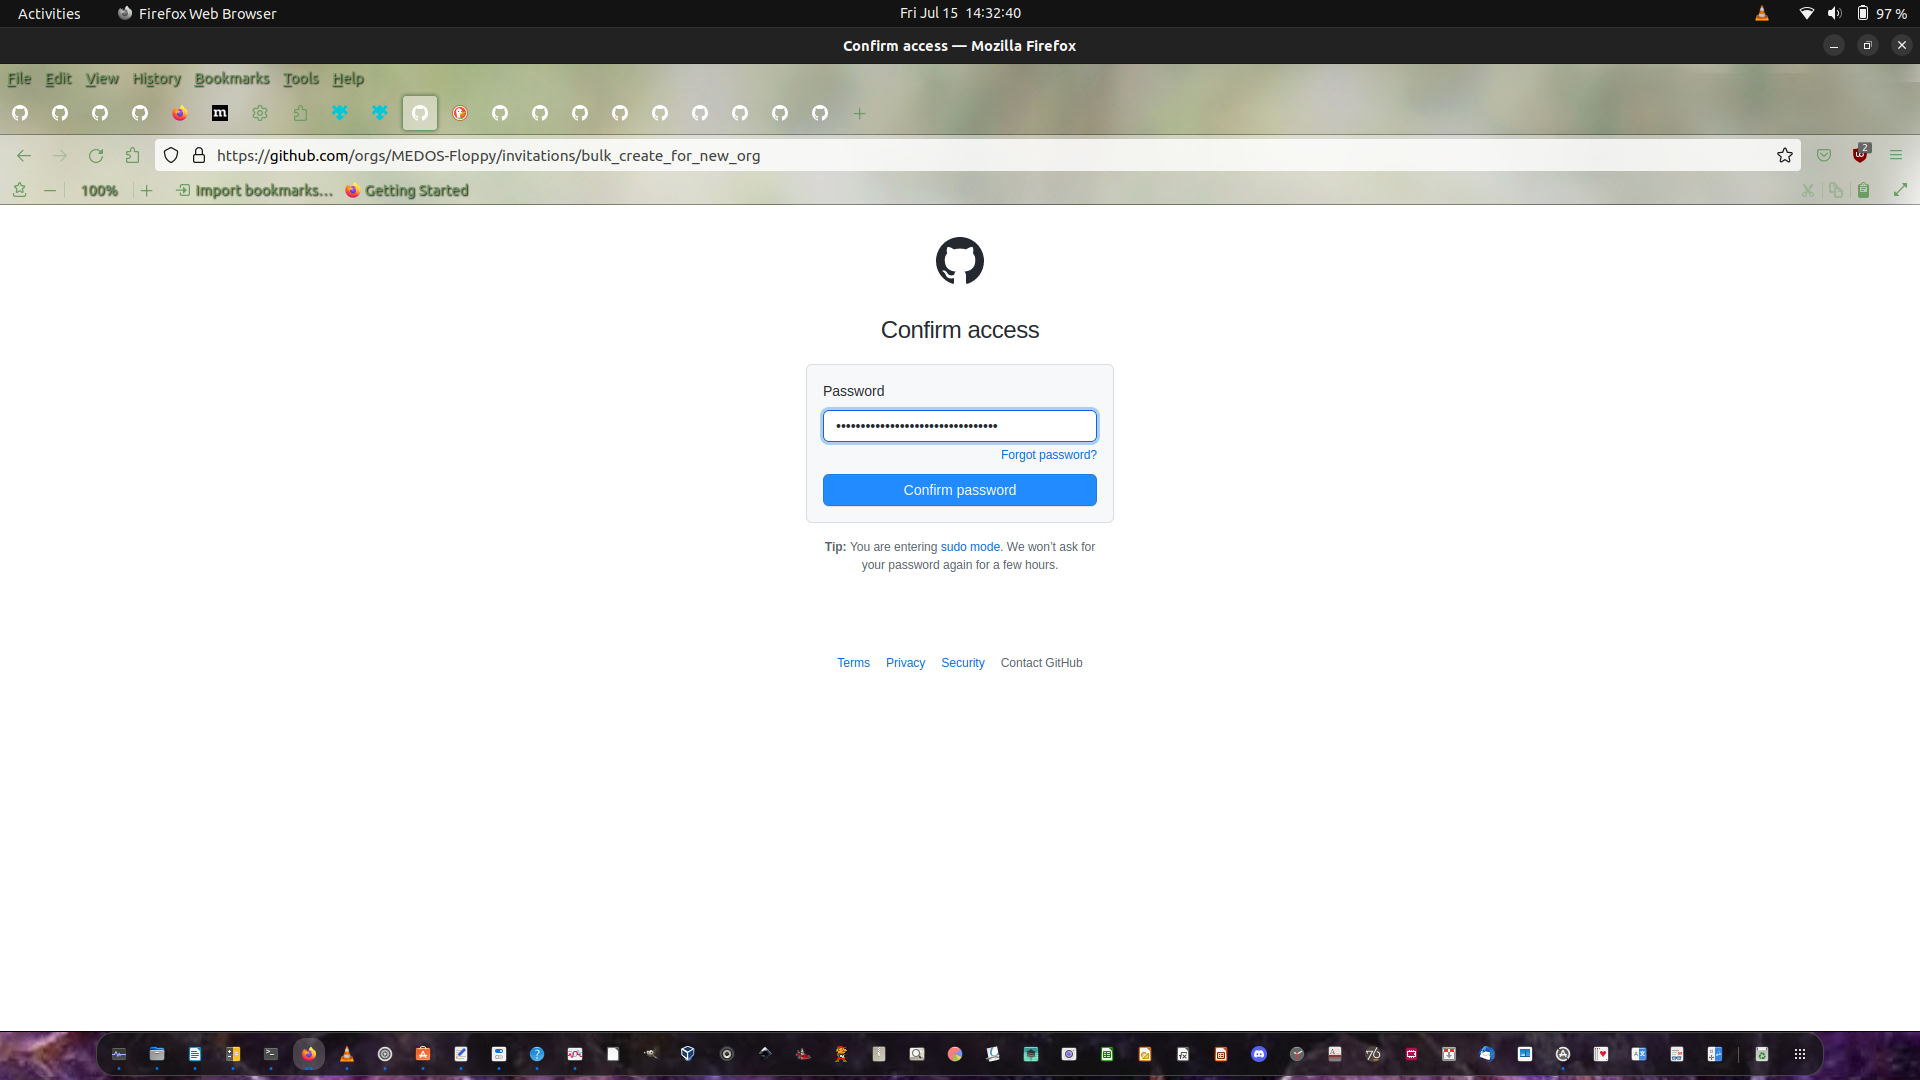 Activities Firefox Web Browser Fri Jul 15 14:32:40 97 %
Confirm access — Mozilla Firefox
File Edit View History Bookmarks Tools Help
m
https://github.com/orgs/MEDOS-Floppy/invitations/bulk_create_for_new_org 2
100% Import bookmarks... Getting Started
Confirm access
Password
•••••••••••••••••••••••••••••••••
Forgot password?
Confirm password
Tip: You are entering sudo mode. We won't ask for
your password again for a few hours.
Terms Privacy Security Contact GitHub